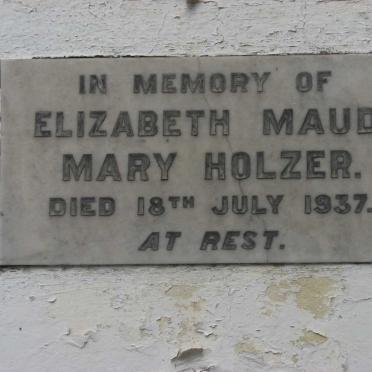 IN MEMORY OF
ELIZABETH MAUD
MARY HOLZER.
DIED 18TH JULY 1937.
AT REST.